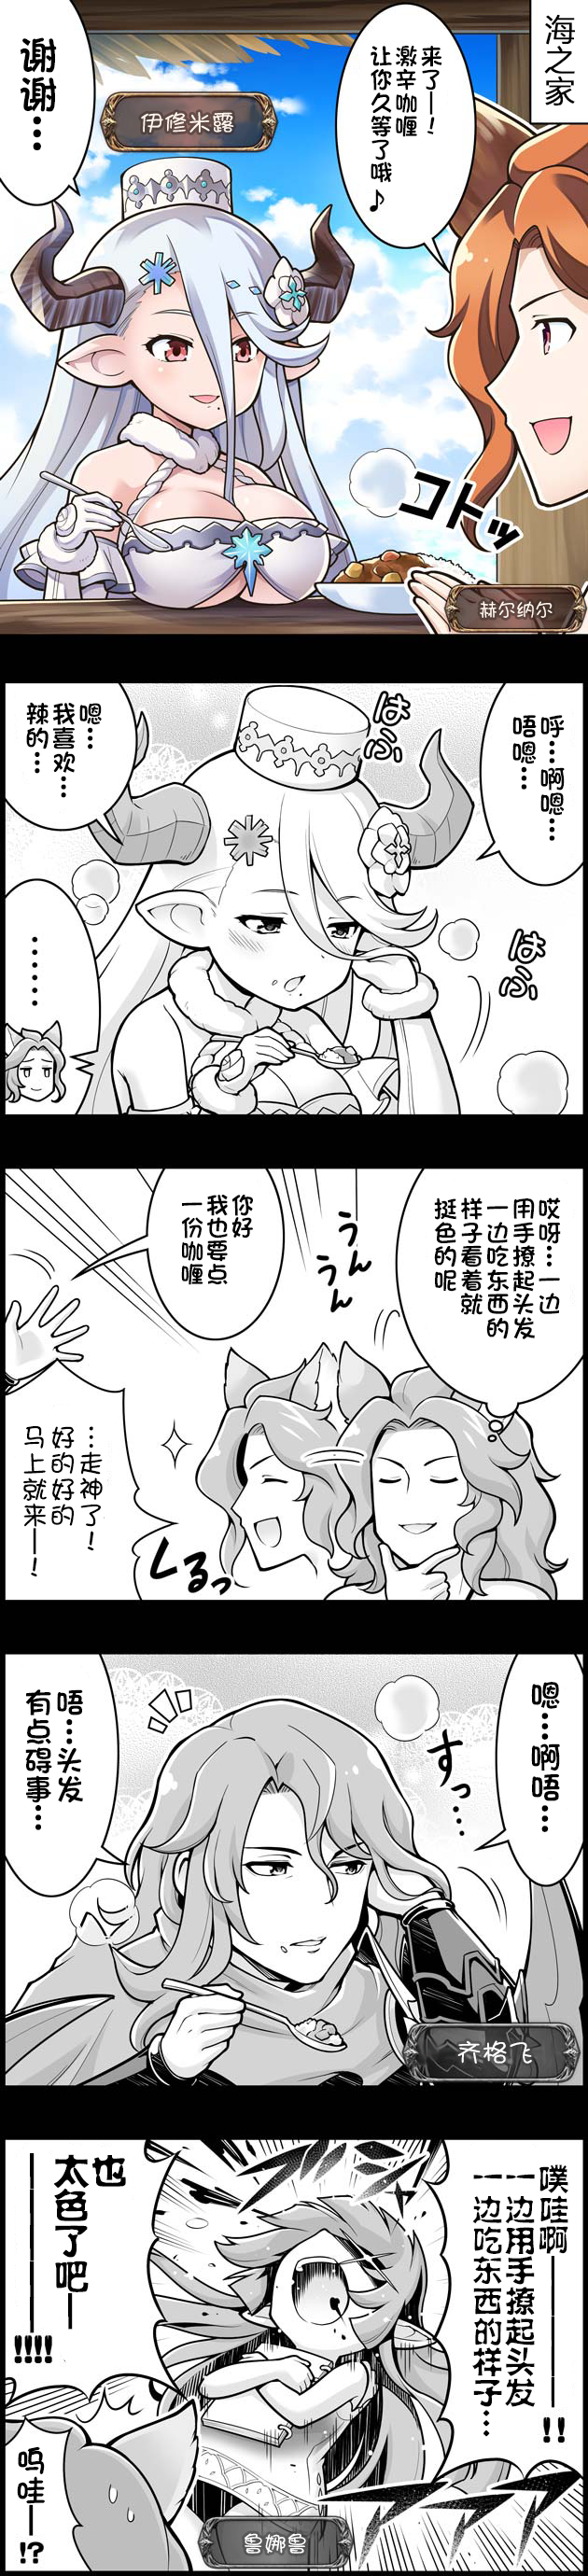 海之家
来了—！
激辛咖喱
让你久等了哦♪
伊修米露
谢谢…
コトッ
赫尔纳尔
呼…啊嗯…
唔嗯…
はふ
嗯…
我喜欢
辣的…
はふ
……
哎呀…一边
用手撩起头发
一边吃东西的
样子看着就
挺色的呢
うんうん
你好
我也要点
一份咖喱
…走神了！
好的好的
马上就来—！
くるっ
嗯…啊唔…
すっ…
唔…头发
有点碍事…
齐格飞
噗哇啊——————!!
一边用手撩起头发
一边吃东西的样子…
也
太色了吧—
——————!!!!
呜哇—!?
鲁娜鲁